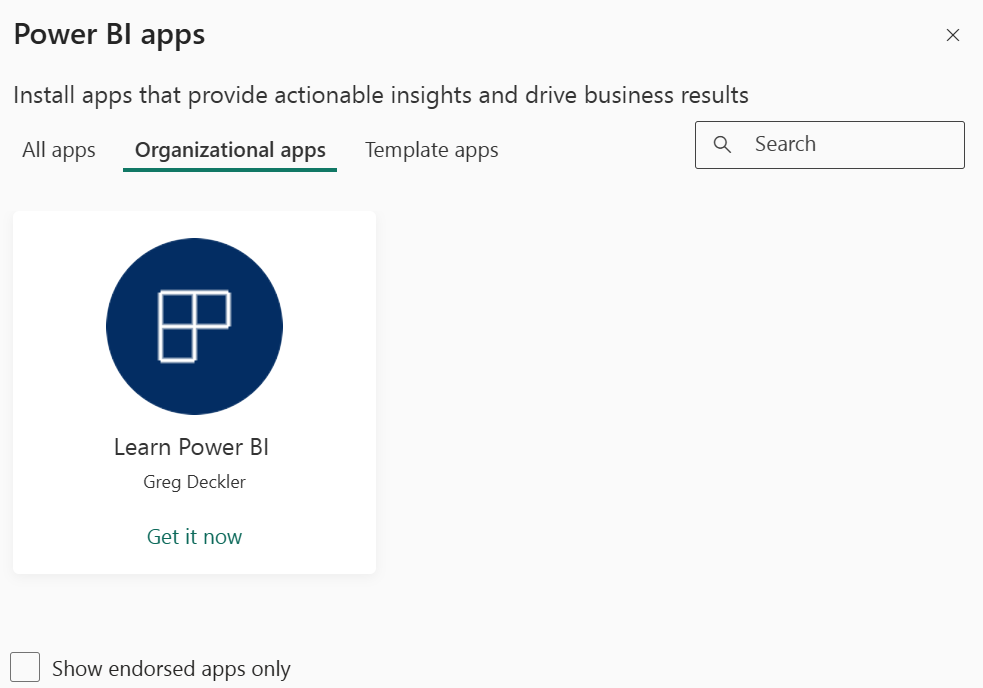 Power BI apps
Install apps that provide actionable insights and drive business results
All apps Organizational apps Template apps Search
Learn Power BI
Greg Deckler
Get it now
Show endorsed apps only